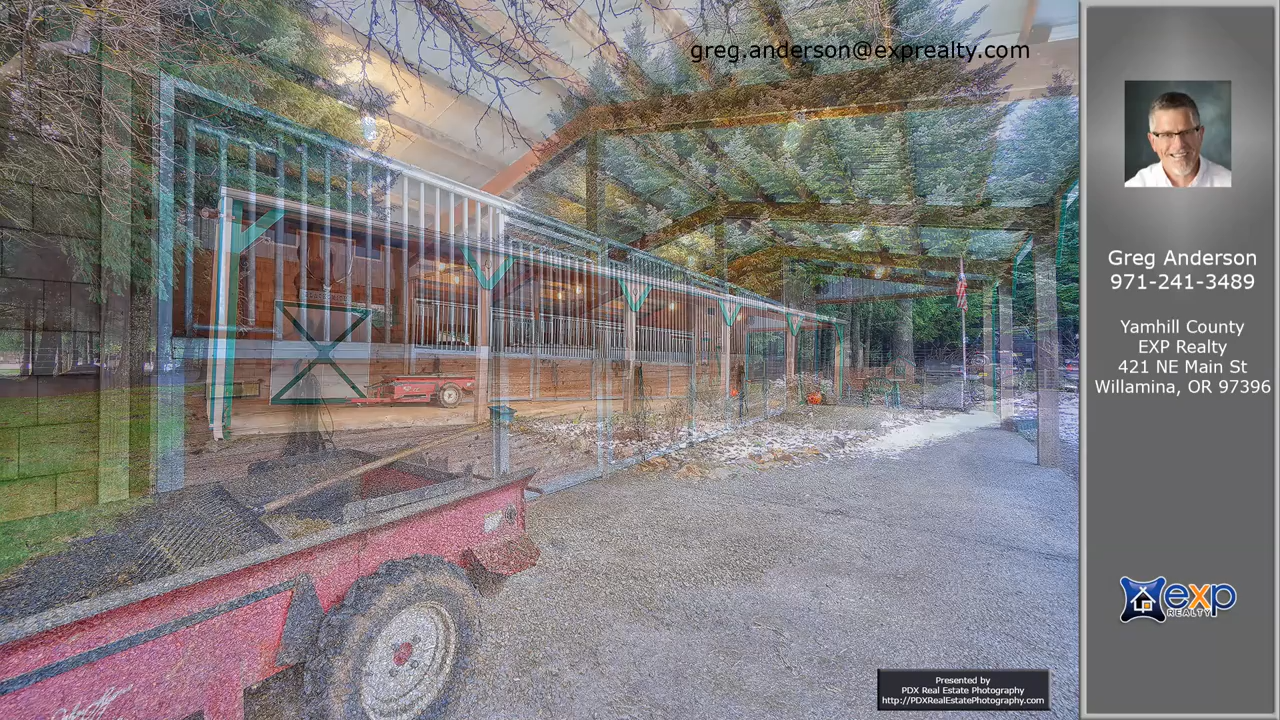 greg.anderson@exprealty.com
Greg Anderson
971-241-3489
Yamhill County
EXP Realty
421 NE Main St
Willamina, OR 97396
exp
REALTY
Presented by
PDX Real Estate Photography
http://PDXRealEstatePhotography.com